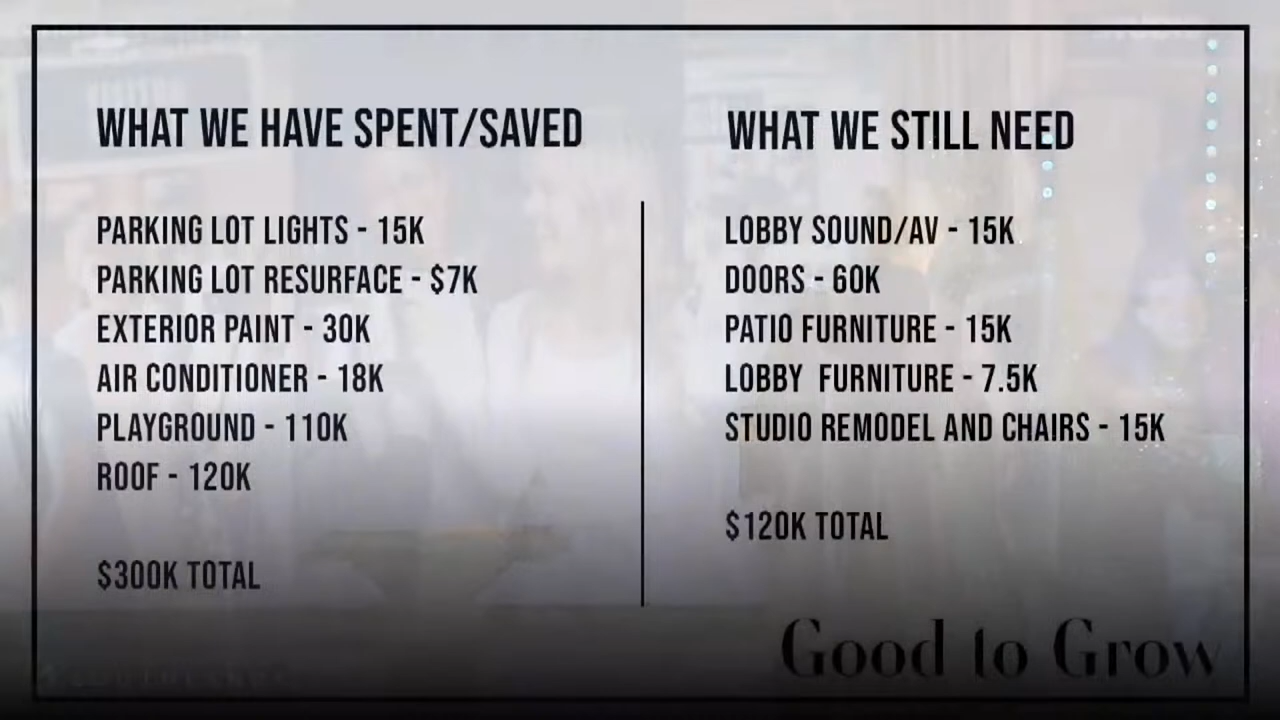 WHAT WE HAVE SPENT/SAVED
PARKING LOT LIGHTS - 15K
PARKING LOT RESURFACE - $7K
EXTERIOR PAINT - 30K
AIR CONDITIONER - 18K
PLAYGROUND - 110K
ROOF - 120K
$300K TOTAL
WHAT WE STILL NEED
LOBBY SOUND/AV - 15K
DOORS - 60K
PATIO FURNITURE - 15K
LOBBY FURNITURE - 7.5K
STUDIO REMODEL AND CHAIRS - 15K
$120K TOTAL
Good to Grow